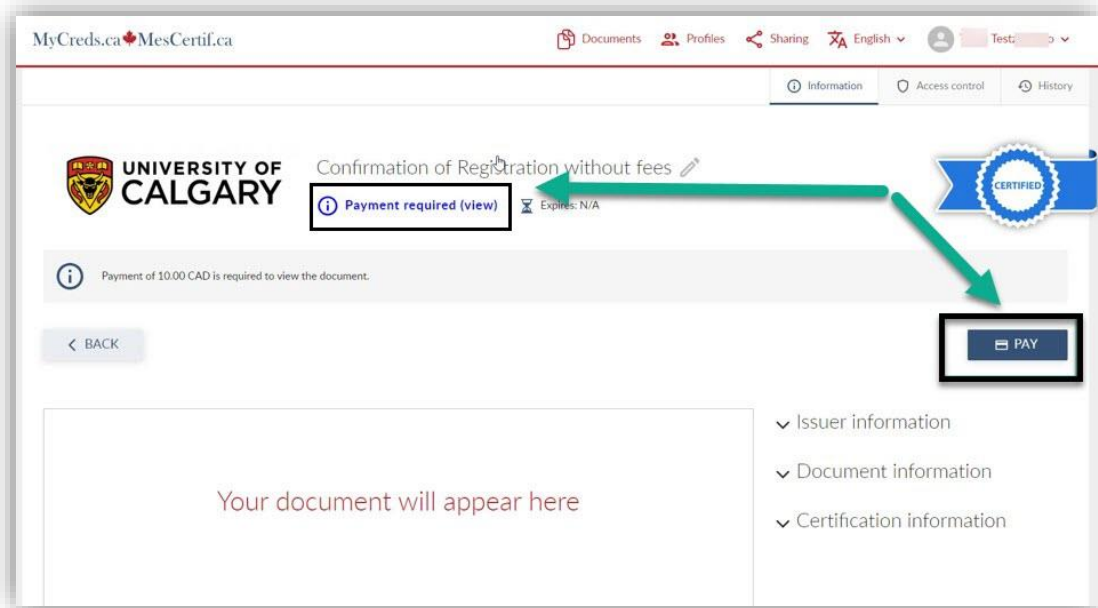 MyCreds.ca MesCertif.ca Documents Profiles Sharing English
Information Access control History
UNIVERSITY OF
CALGARY
Confirmation of Registration without fees
Payment required (view) Expires: N/A
CERTIFIED
Payment of 10.00 CAD is required to view the document.
BACK
PAY
Your document will appear here
Issuer information
Document information
Certification information